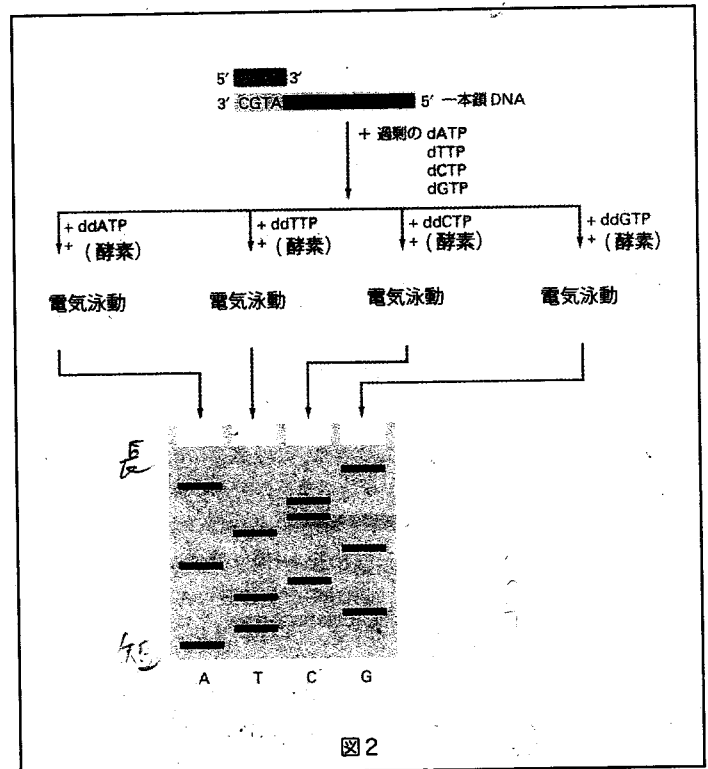 5′ 3′
3′ CGTA 5′ 一本鎖 DNA
+ 過剰の dATP
dTTP
dCTP
dGTP
+ ddATP + ddTTP + ddCTP + ddGTP
+ (酵素) + (酵素) + (酵素) + (酵素)
電気泳動 電気泳動 電気泳動 電気泳動
長
短
A T C G
図2